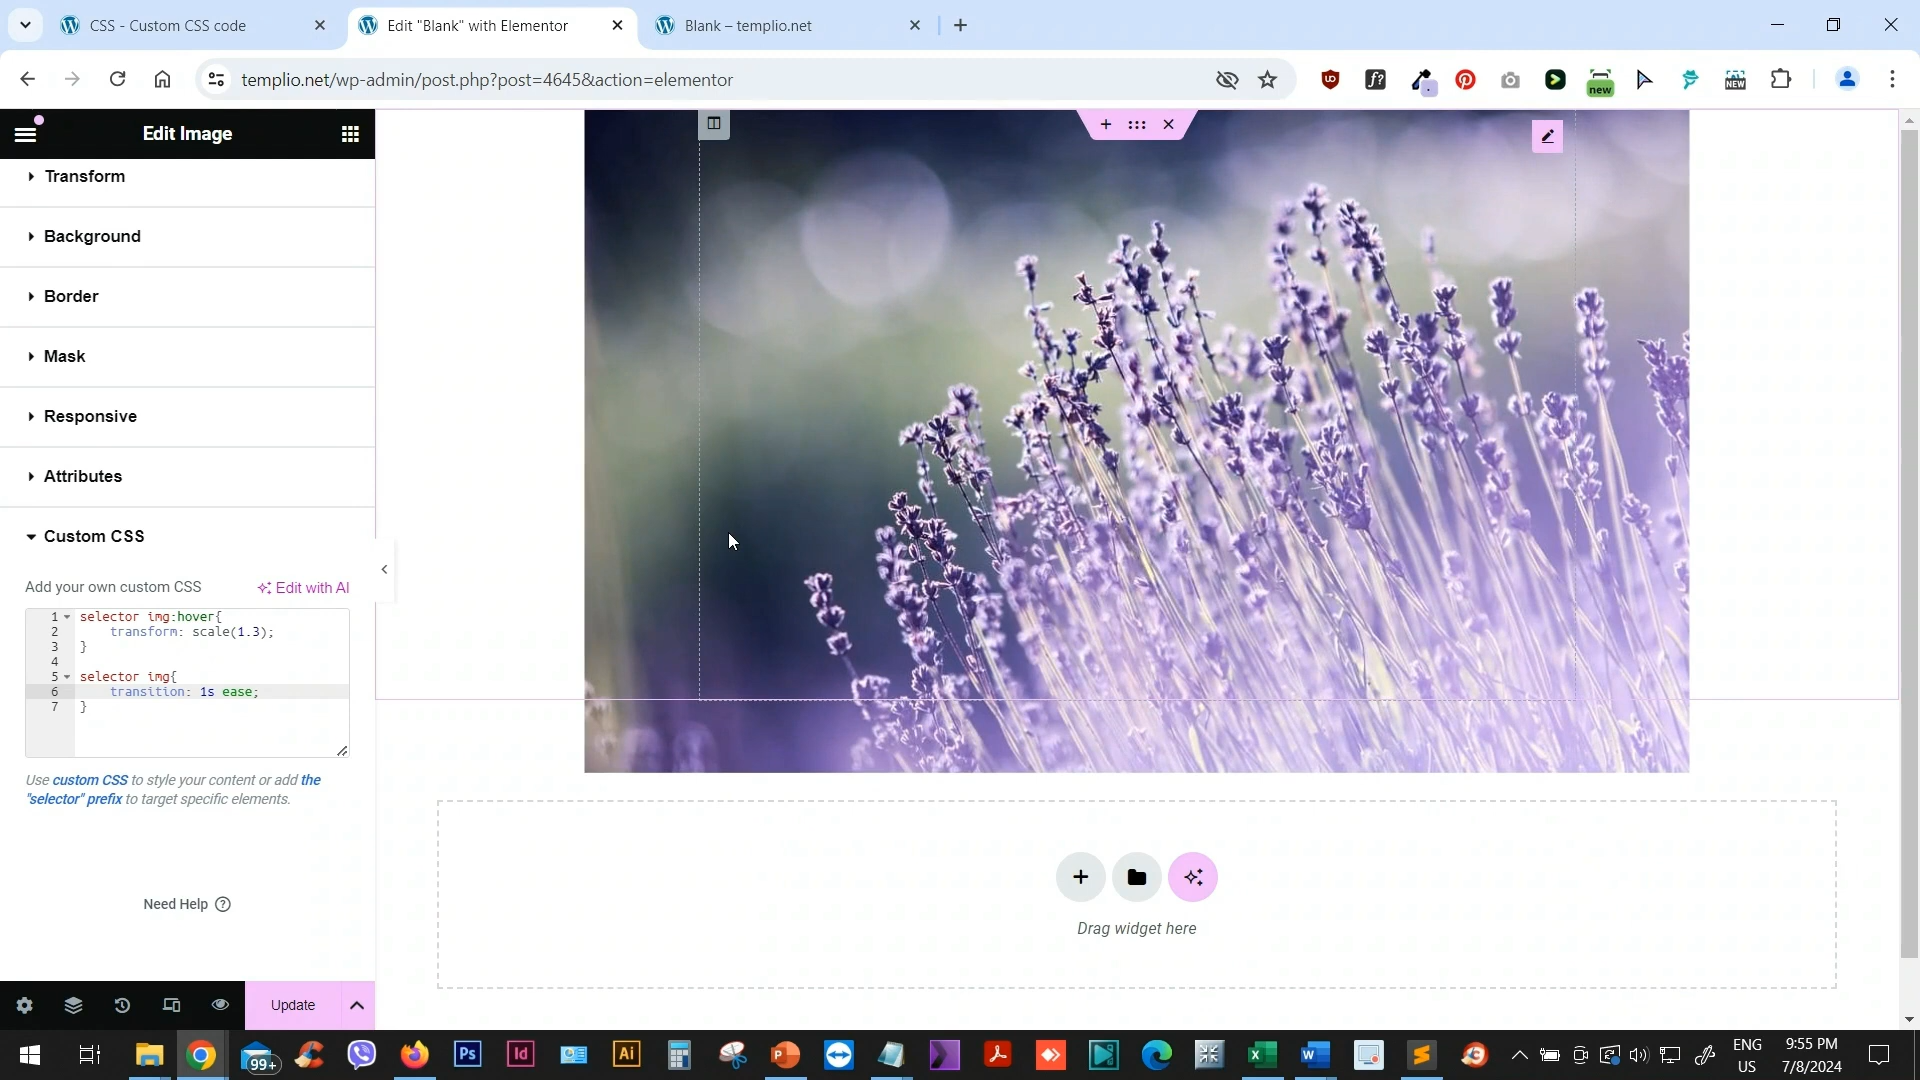 CSS - Custom CSS code
Edit "Blank" with Elementor
Blank – templio.net
templio.net/wp-admin/post.php?post=4645&action=elementor
new
NEW
Edit Image
Transform
Background
Border
Mask
Responsive
Attributes
Custom CSS
Add your own custom CSS
Edit with AI
1 selector img:hover{
2 transform: scale(1.3);
3 }
4
5 selector img{
6 transition: 1s ease;
7 }
Use custom CSS to style your content or add the
"selector" prefix to target specific elements.
Need Help ?
Update
Drag widget here
99+
Ps
Id
Ai
ENG
US
9:55 PM
7/8/2024